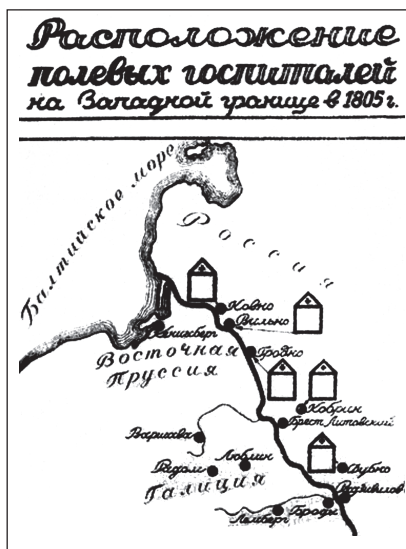 Расположение
полевых госпиталей
на Западной границе в 1805 г.
Балтийское море
Россия
Ковно
Вильно
Кенигсберг
Восточная
Пруссия
Гродно
Кобрин
Брест Литовский
Варшава
Радом
Люблин
Галиция
Дубно
Радзивилов
Броды
Лемберг